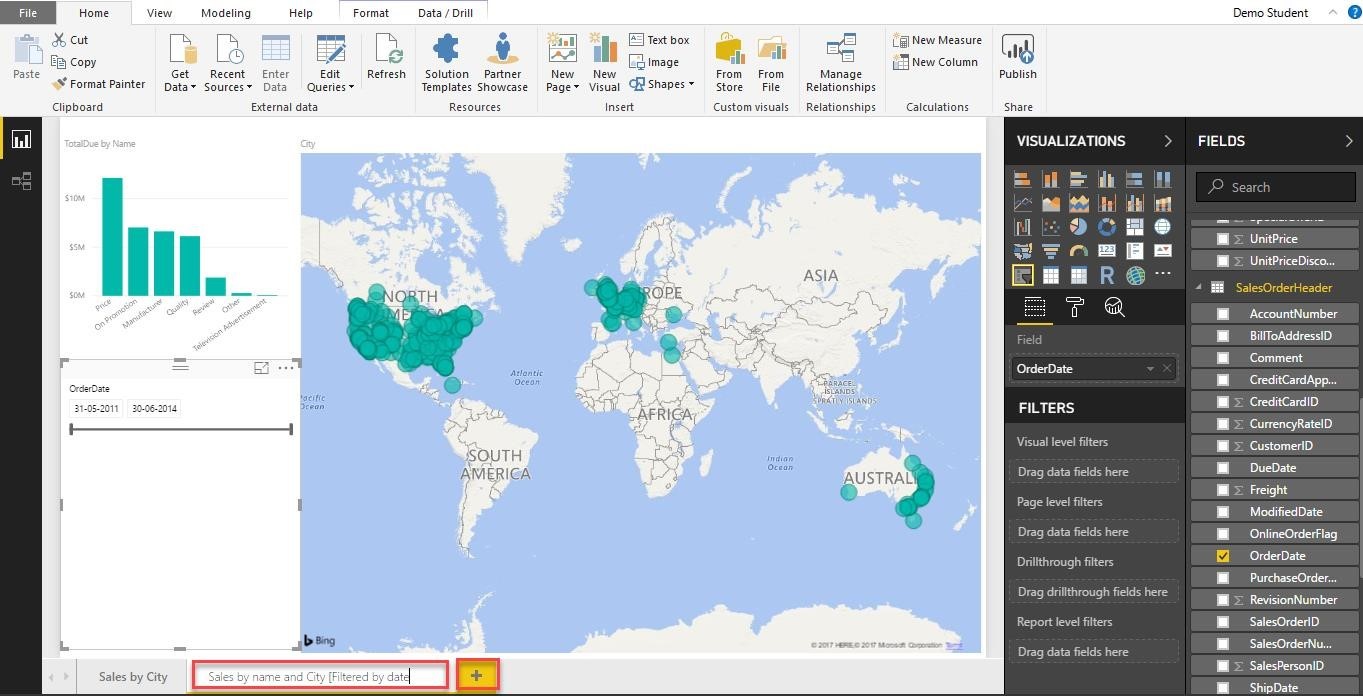 File
Home
View
Modeling
Help
Format
Data / Drill
Demo Student
?
Paste
Cut
Copy
Format Painter
Clipboard
Get
Data
Recent
Sources
Enter
Data
Edit
Queries
External data
Refresh
Solution
Templates
Partner
Showcase
Resources
New
Page
New
Visual
Text box
Image
Shapes
Insert
From
Store
From
File
Custom visuals
Manage
Relationships
Relationships
New Measure
New Column
Calculations
Publish
Share
TotalDue by Name
$10M
$5M
$0M
Price
On Promotion
Manufacturer
Quality
Review
Other
Television Advertisement
OrderDate
31-05-2011
30-06-2014
City
NORTH
AMERICA
ROPE
ASIA
Atlantic
Ocean
acific
Ocean
AFRICA
PARACEL
ISLANDS
SPRATLY ISLANDS
SOUTH
AMERICA
Indian
Ocean
AUSTRALI
Bing
© 2017 HERE, © 2017 Microsoft Corporation Terms
Sales by City
Sales by name and City [Filtered by date
+
VISUALIZATIONS
123
R
Field
OrderDate
FILTERS
Visual level filters
Drag data fields here
Page level filters
Drag data fields here
Drillthrough filters
Drag drillthrough fields here
Report level filters
Drag data fields here
FIELDS
Search
Σ UnitPrice
Σ UnitPriceDisco...
SalesOrderHeader
AccountNumber
BillToAddressID
Comment
CreditCardApp...
Σ CreditCardID
Σ CurrencyRateID
Σ CustomerID
DueDate
Σ Freight
ModifiedDate
OnlineOrderFlag
OrderDate
PurchaseOrder...
Σ RevisionNumber
SalesOrderID
SalesOrderNu...
Σ SalesPersonID
ShipDate